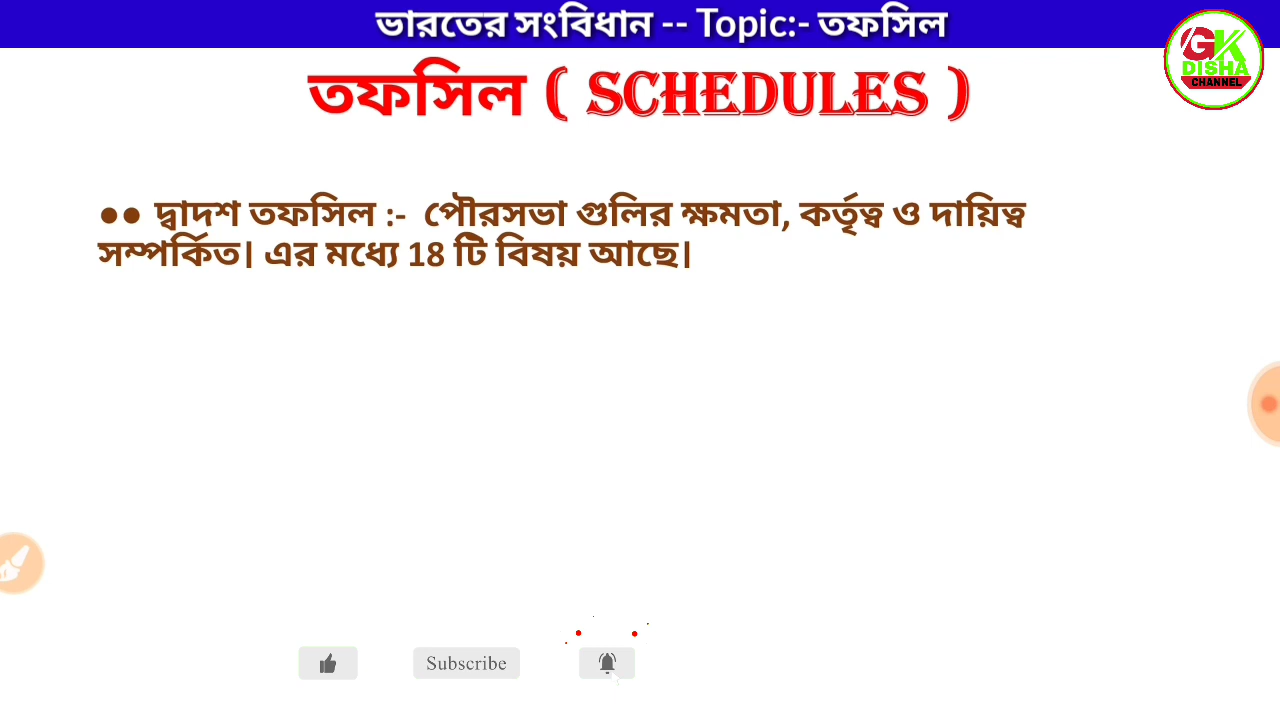 ভারতের সংবিধান -- Topic:- তফসিল
GK
DISHA
CHANNEL
তফসিল ( SCHEDULES )
●● দ্বাদশ তফসিল :- পৌরসভা গুলির ক্ষমতা, কর্তৃত্ব ও দায়িত্ব
সম্পর্কিত। এর মধ্যে 18 টি বিষয় আছে।
Subscribe